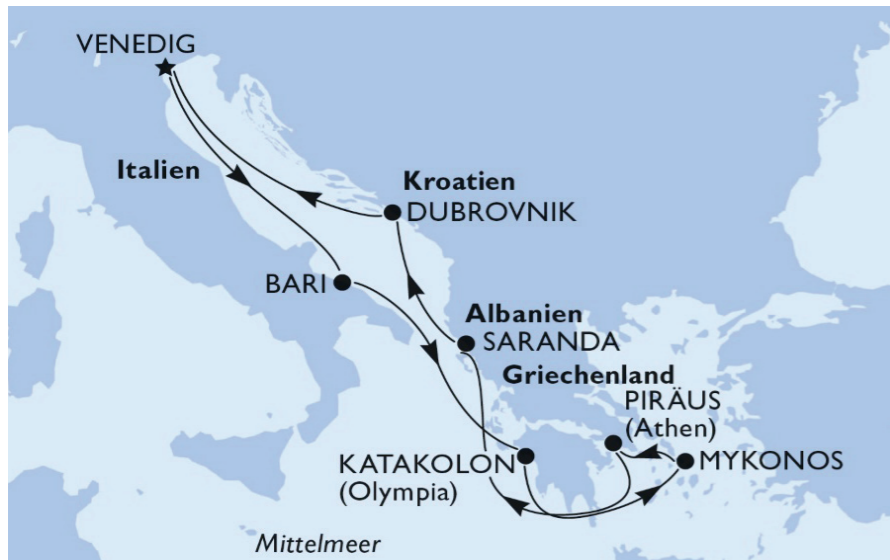 VENEDIG
Italien
Kroatien
DUBROVNIK
BARI
Albanien
SARANDA
Griechenland
PIRÄUS
(Athen)
KATAKOLON
(Olympia)
MYKONOS
Mittelmeer